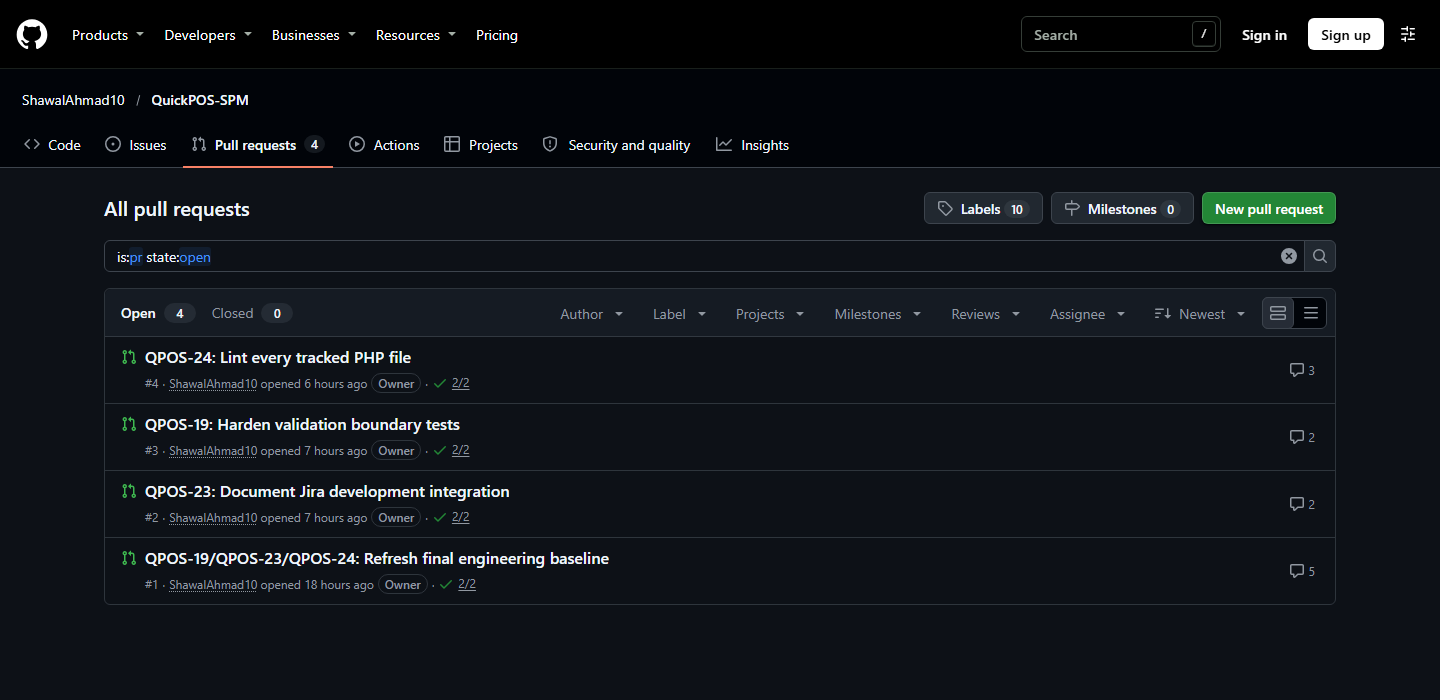 Products Developers Businesses Resources Pricing Search / Sign in Sign up
ShawalAhmad10 / QuickPOS-SPM
Code Issues Pull requests 4 Actions Projects Security and quality Insights
All pull requests Labels 10 Milestones 0 New pull request
is:pr state:open
Open 4 Closed 0 Author Label Projects Milestones Reviews Assignee Newest
QPOS-24: Lint every tracked PHP file
#4 · ShawalAhmad10 opened 6 hours ago Owner · 2/2 3
QPOS-19: Harden validation boundary tests
#3 · ShawalAhmad10 opened 7 hours ago Owner · 2/2 2
QPOS-23: Document Jira development integration
#2 · ShawalAhmad10 opened 7 hours ago Owner · 2/2 2
QPOS-19/QPOS-23/QPOS-24: Refresh final engineering baseline
#1 · ShawalAhmad10 opened 18 hours ago Owner · 2/2 5